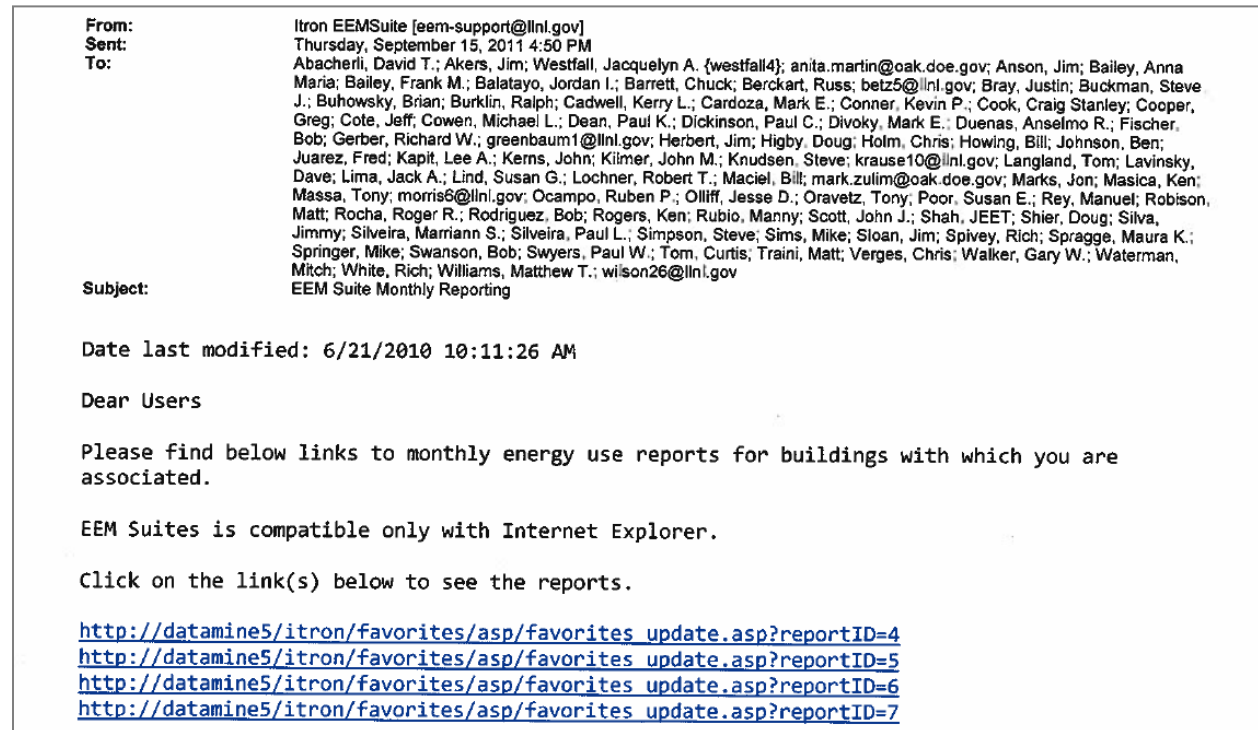 From: Itron EEMSuite [eem-support@llnl.gov]
Sent: Thursday, September 15, 2011 4:50 PM
To: Abacherli, David T.; Akers, Jim; Westfall, Jacquelyn A. {westfall4}; anita.martin@oak.doe.gov; Anson, Jim; Bailey, Anna
Maria; Bailey, Frank M.; Balatayo, Jordan I.; Barrett, Chuck; Berckart, Russ; betz5@llnl.gov; Bray, Justin; Buckman, Steve
J.; Buhowsky, Brian; Burklin, Ralph; Cadwell, Kerry L.; Cardoza, Mark E.; Conner, Kevin P.; Cook, Craig Stanley; Cooper,
Greg; Cote, Jeff; Cowen, Michael L.; Dean, Paul K.; Dickinson, Paul C.; Divoky, Mark E.; Duenas, Anselmo R.; Fischer,
Bob; Gerber, Richard W.; greenbaum1@llnl.gov; Herbert, Jim; Higby, Doug; Holm, Chris; Howing, Bill; Johnson, Ben;
Juarez, Fred; Kapit, Lee A.; Kerns, John; Kilmer, John M.; Knudsen, Steve; krause10@llnl.gov; Langland, Tom; Lavinsky,
Dave; Lima, Jack A.; Lind, Susan G.; Lochner, Robert T.; Maciel, Bill; mark.zulim@oak.doe.gov; Marks, Jon; Masica, Ken;
Massa, Tony; morris6@llnl.gov; Ocampo, Ruben P.; Olliff, Jesse D.; Oravetz, Tony; Poor, Susan E.; Rey, Manuel; Robison,
Matt; Rocha, Roger R.; Rodriguez, Bob; Rogers, Ken; Rubio, Manny; Scott, John J.; Shah, JEET; Shier, Doug; Silva,
Jimmy; Silveira, Marriann S.; Silveira, Paul L.; Simpson, Steve; Sims, Mike; Sloan, Jim; Spivey, Rich; Spragge, Maura K.;
Springer, Mike; Swanson, Bob; Swyers, Paul W.; Tom, Curtis; Traini, Matt; Verges, Chris; Walker, Gary W.; Waterman,
Mitch; White, Rich; Williams, Matthew T.; wilson26@llnl.gov
Subject: EEM Suite Monthly Reporting
Date last modified: 6/21/2010 10:11:26 AM
Dear Users
Please find below links to monthly energy use reports for buildings with which you are
associated.
EEM Suites is compatible only with Internet Explorer.
Click on the link(s) below to see the reports.
http://datamine5/itron/favorites/asp/favorites_update.asp?reportID=4
http://datamine5/itron/favorites/asp/favorites_update.asp?reportID=5
http://datamine5/itron/favorites/asp/favorites_update.asp?reportID=6
http://datamine5/itron/favorites/asp/favorites_update.asp?reportID=7